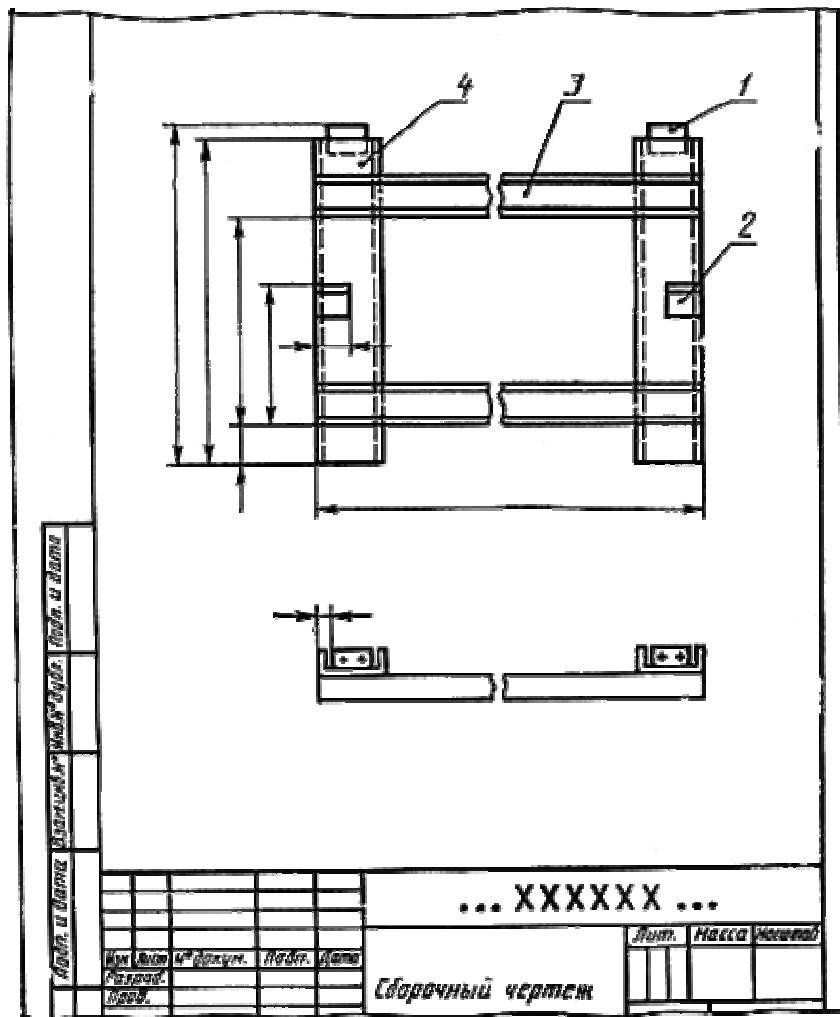 4
3
1
2
Подп. и дата
Инв.№ дубл.
Взам.инв.№
Подп. и дата
... XXXXXX ...
Изм Лист № докум. Подп. Дата
Разраб.
Пров.
Сборочный чертеж
Лит. Масса Масштаб